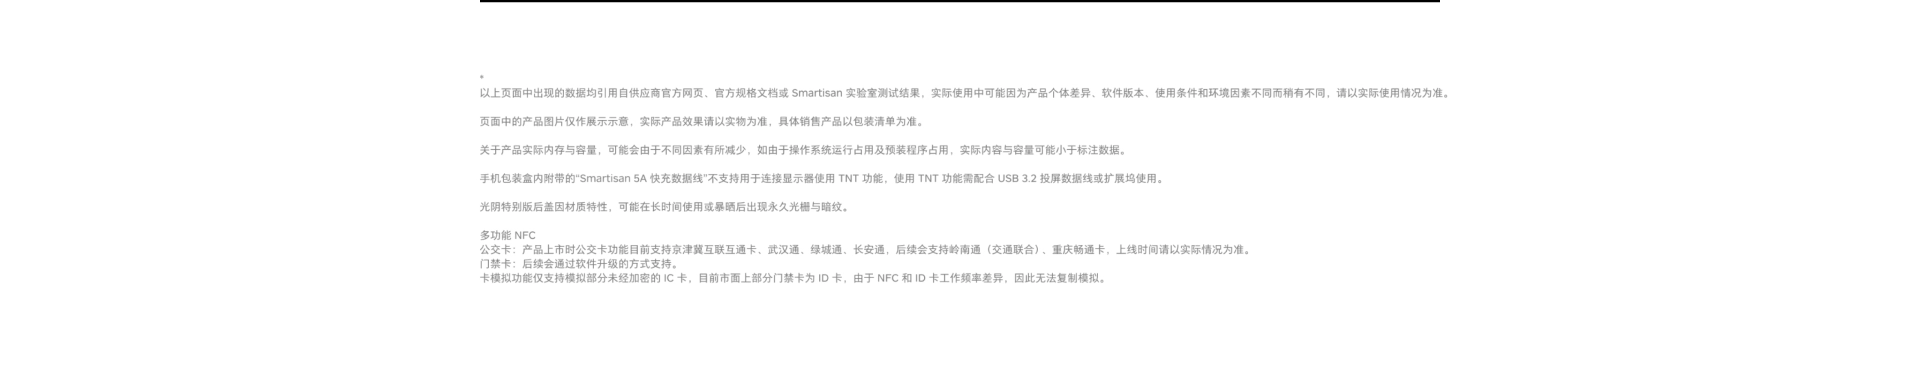 。
以上页面中出现的数据均引用自供应商官方网页、官方规格文档或 Smartisan 实验室测试结果，实际使用中可能因为产品个体差异、软件版本、使用条件和环境因素不同而稍有不同，请以实际使用情况为准。
页面中的产品图片仅作展示示意，实际产品效果请以实物为准，具体销售产品以包装清单为准。
关于产品实际内存与容量，可能会由于不同因素有所减少，如由于操作系统运行占用及预装程序占用，实际内容与容量可能小于标注数据。
手机包装盒内附带的“Smartisan 5A 快充数据线”不支持用于连接显示器使用 TNT 功能，使用 TNT 功能需配合 USB 3.2 投屏数据线或扩展坞使用。
光阴特别版后盖因材质特性，可能在长时间使用或暴晒后出现永久光栅与暗纹。
多功能 NFC
公交卡：产品上市时公交卡功能目前支持京津冀互联互通卡、武汉通、绿城通、长安通，后续会支持岭南通（交通联合）、重庆畅通卡，上线时间请以实际情况为准。
门禁卡：后续会通过软件升级的方式支持。
卡模拟功能仅支持模拟部分未经加密的 IC 卡，目前市面上部分门禁卡为 ID 卡，由于 NFC 和 ID 卡工作频率差异，因此无法复制模拟。